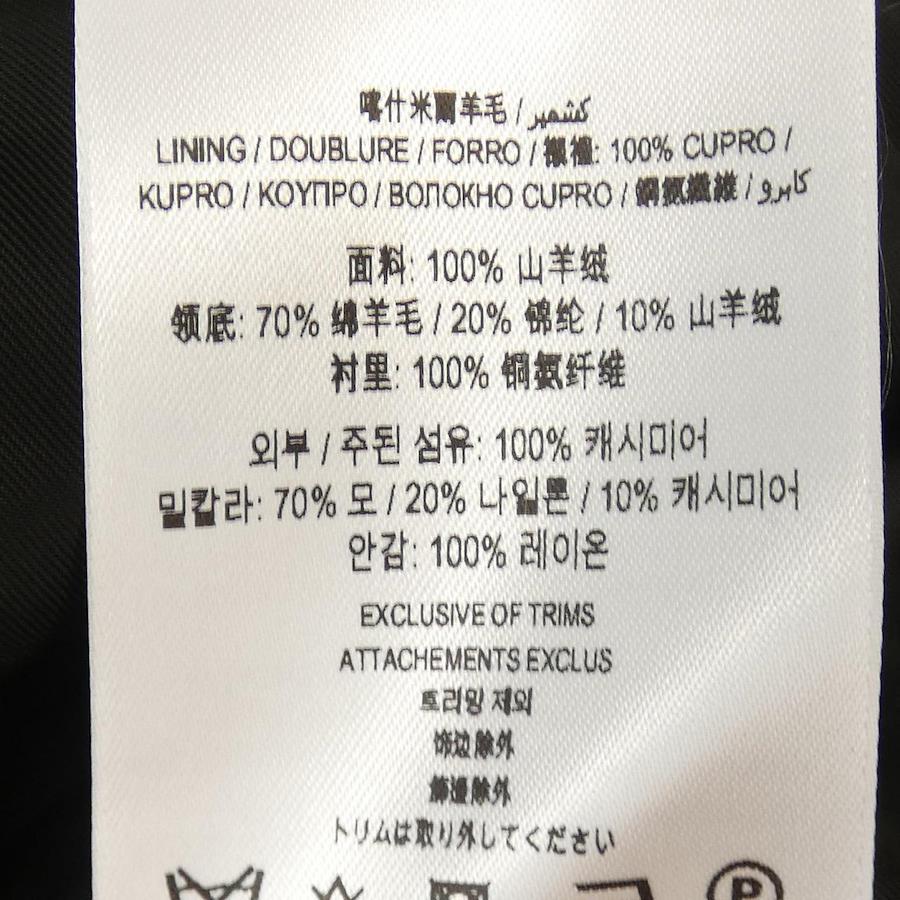 喀什米爾羊毛 / كشمير
LINING / DOUBLURE / FORRO / 襯裡: 100% CUPRO /
KUPRO / ΚΟΥΠΡΟ / ВОЛОКНО CUPRO / 銅氨纖維 / كابرو
面料: 100% 山羊绒
领底: 70% 绵羊毛 / 20% 锦纶 / 10% 山羊绒
衬里: 100% 铜氨纤维
외부 / 주된 섬유: 100% 캐시미어
밑칼라: 70% 모 / 20% 나일론 / 10% 캐시미어
안감: 100% 레이온
EXCLUSIVE OF TRIMS
ATTACHEMENTS EXCLUS
트리밍 제외
饰边除外
飾邊除外
トリムは取り外してください
P